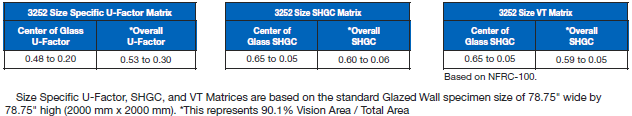 3252 Size Specific U-Factor Matrix
Center of Glass U-Factor
*Overall U-Factor
0.48 to 0.20
0.53 to 0.30
3252 Size SHGC Matrix
Center of Glass SHGC
*Overall SHGC
0.65 to 0.05
0.60 to 0.06
3252 Size VT Matrix
Center of Glass SHGC
*Overall SHGC
0.65 to 0.05
0.59 to 0.05
Based on NFRC-100.
Size Specific U-Factor, SHGC, and VT Matrices are based on the standard Glazed Wall specimen size of 78.75" wide by
78.75" high (2000 mm x 2000 mm). *This represents 90.1% Vision Area / Total Area